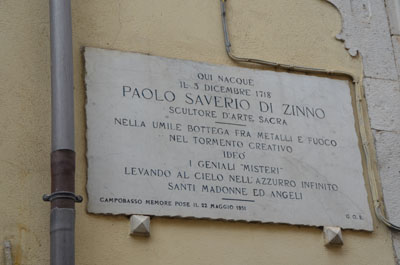 QUI NACQUE
IL 3 DICEMBRE 1718
PAOLO SAVERIO DI ZINNO
SCULTORE D'ARTE SACRA
NELLA UMILE BOTTEGA FRA METALLI E FUOCO
NEL TORMENTO CREATIVO
IDEÒ
I GENIALI "MISTERI"
LEVANDO AL CIELO NELL'AZZURRO INFINITO
SANTI MADONNE ED ANGELI
CAMPOBASSO MEMORE POSE IL 22 MAGGIO 1951